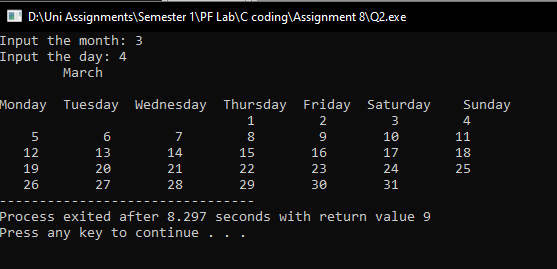 D:\Uni Assignments\Semester 1\PF Lab\C coding\Assignment 8\Q2.exe
Input the month: 3
Input the day: 4
March
Monday Tuesday Wednesday Thursday Friday Saturday Sunday
1 2 3 4
5 6 7 8 9 10 11
12 13 14 15 16 17 18
19 20 21 22 23 24 25
26 27 28 29 30 31
--------------------------------
Process exited after 8.297 seconds with return value 9
Press any key to continue . . .